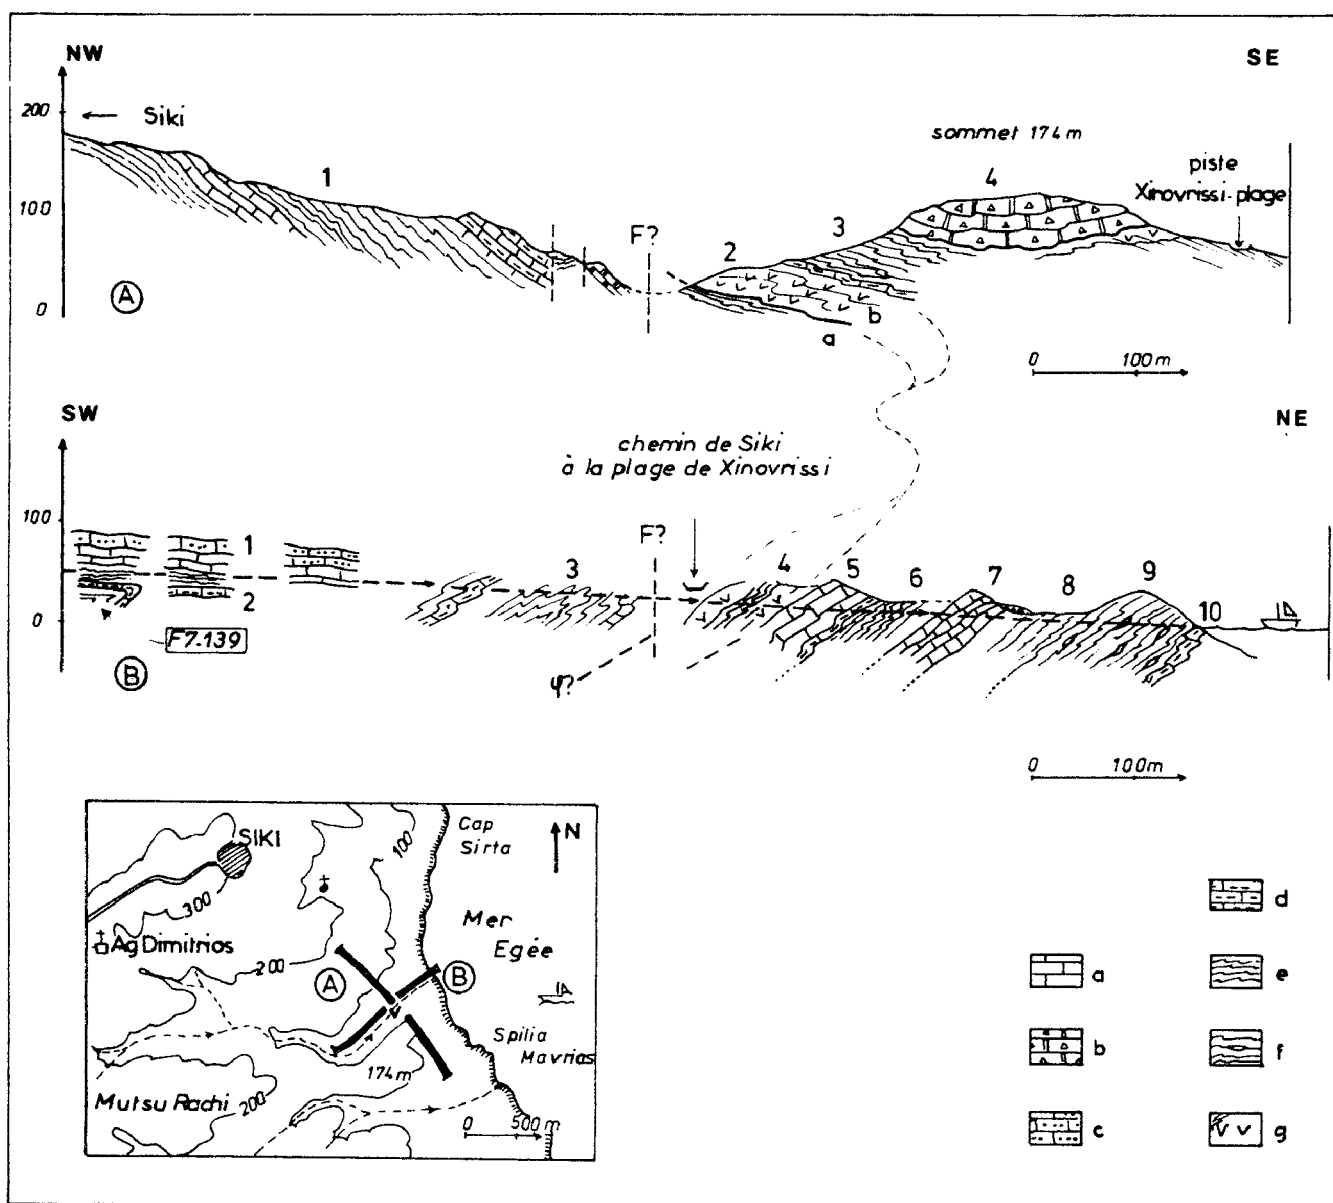 NW
SE
200
← Siki
sommet 174 m
1
4
piste
Xinovrissi-plage
100
3
F?
2
A
0
b
a
0 100 m
SW
NE
chemin de Siki
à la plage de Xinovrissi
100
F?
1
3
4
5
6
7
8
9
10
2
0
F7-139
B
φ?
0 100m
SIKI
100
Cap
Sirta
N
300
Mer
Egée
Ag Dimitrios
200
A
B
Spilia
Mavrias
174m
Mutsu Rachi
200
0 500 m
d
a
e
b
f
c
g